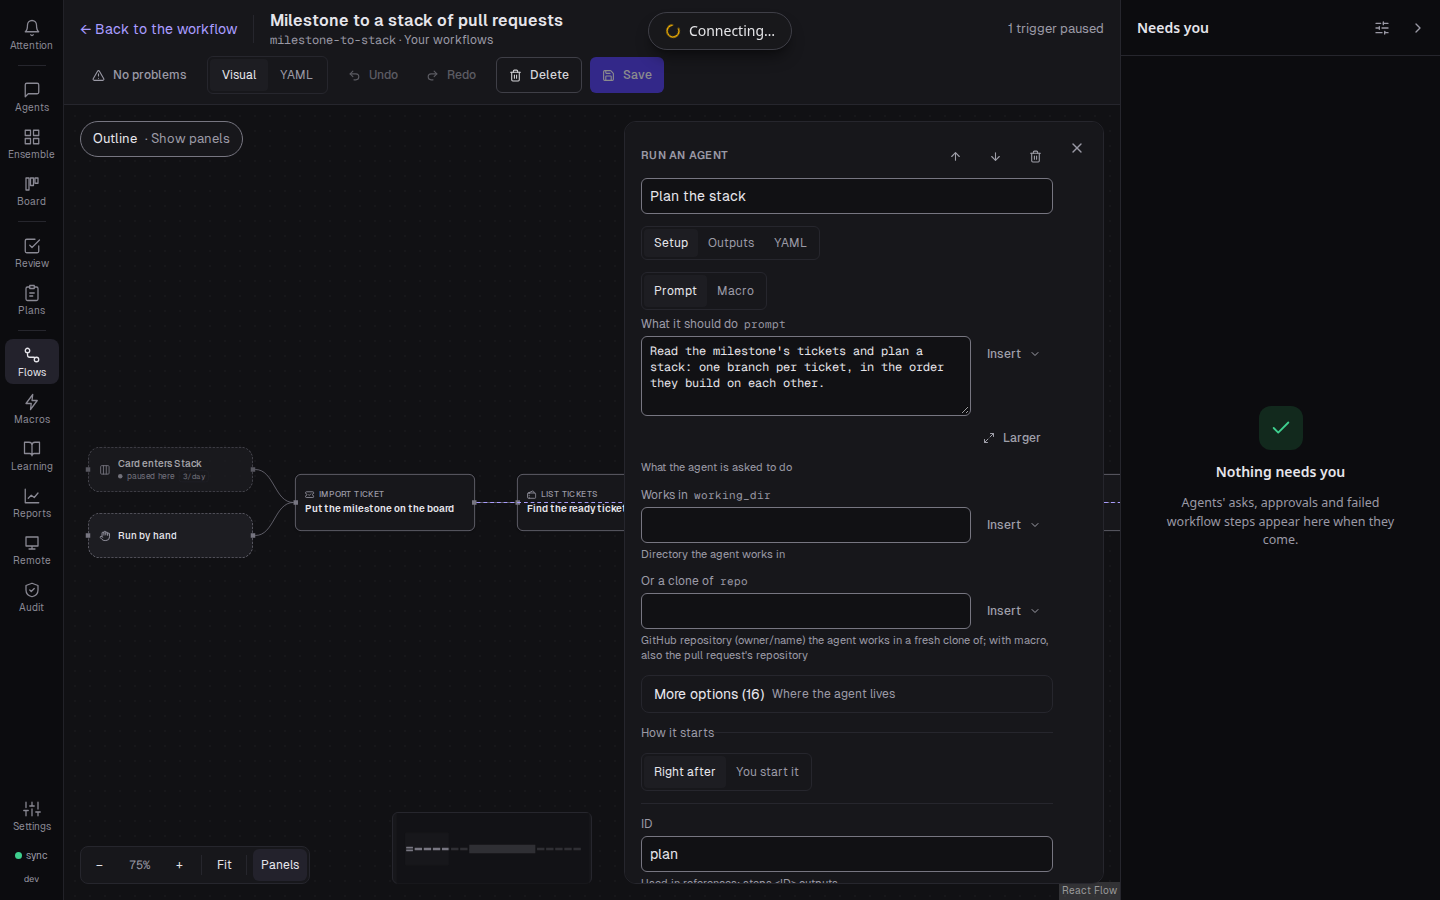 Attention
Agents
Ensemble
Board
Review
Plans
Flows
Macros
Learning
Reports
Remote
Audit
Settings
sync
dev
← Back to the workflow
Milestone to a stack of pull requests
milestone-to-stack · Your workflows
Connecting...
1 trigger paused
No problems
Visual
YAML
Undo
Redo
Delete
Save
Outline · Show panels
Card enters Stack
paused here 3/day
Run by hand
IMPORT TICKET
Put the milestone on the board
LIST TICKETS
Find the ready ticket
− 75% + Fit Panels
RUN AN AGENT
Plan the stack
Setup Outputs YAML
Prompt Macro
What it should do prompt
Read the milestone's tickets and plan a
stack: one branch per ticket, in the order
they build on each other.
Insert
Larger
What the agent is asked to do
Works in working_dir
Insert
Directory the agent works in
Or a clone of repo
Insert
GitHub repository (owner/name) the agent works in a fresh clone of; with macro,
also the pull request's repository
More options (16) Where the agent lives
How it starts
Right after You start it
ID
plan
Used in references: steps.<ID>.outputs
React Flow
Needs you
Nothing needs you
Agents' asks, approvals and failed
workflow steps appear here when they
come.